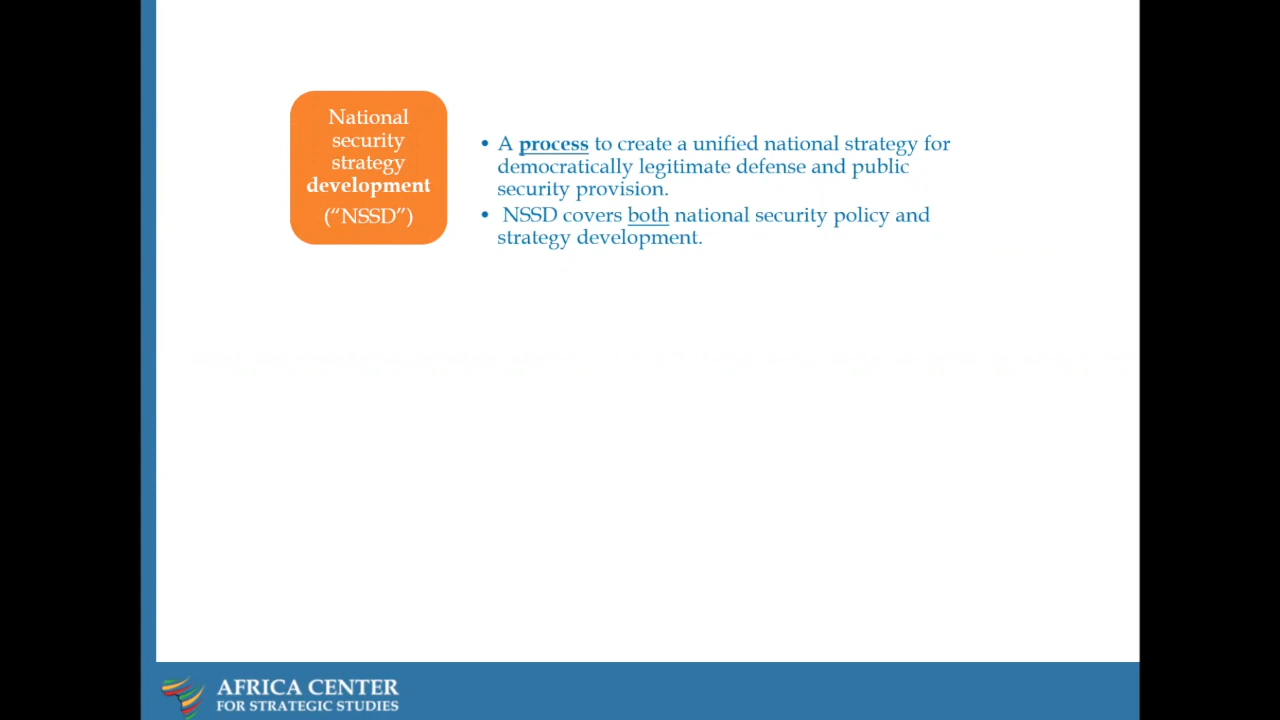 National
security
strategy
development
(“NSSD”)
• A process to create a unified national strategy for
democratically legitimate defense and public
security provision.
• NSSD covers both national security policy and
strategy development.
AFRICA CENTER
FOR STRATEGIC STUDIES